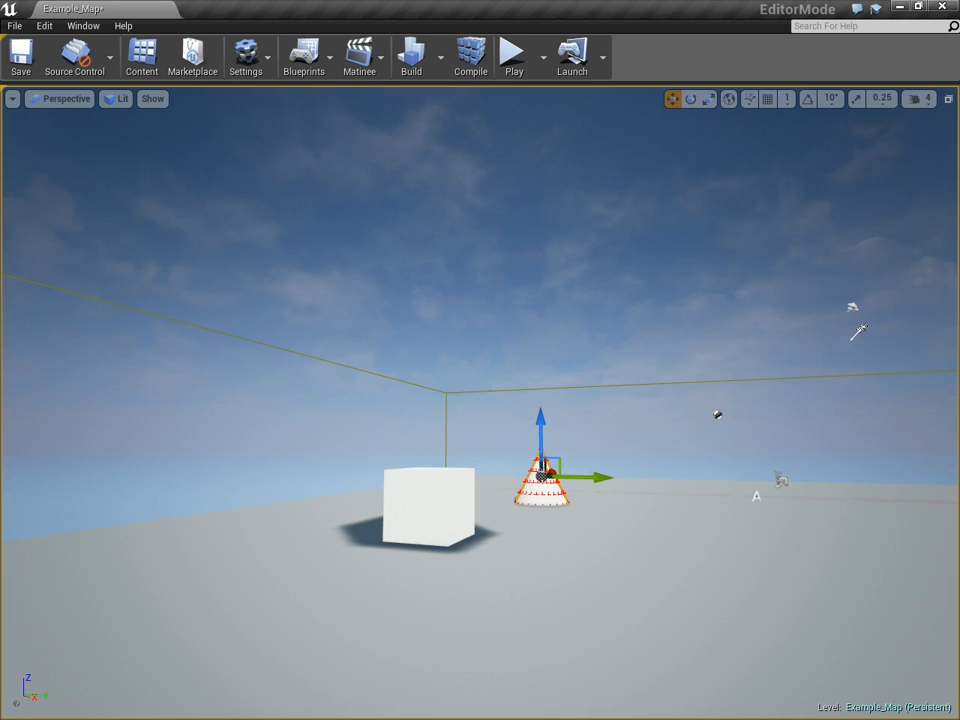 Example_Map*
EditorMode
File Edit Window Help
Search For Help
Save Source Control Content Marketplace Settings Blueprints Matinee Build Compile Play Launch
Perspective Lit Show
1 10° 0.25 4
A
Z
X Y
Level: Example_Map (Persistent)